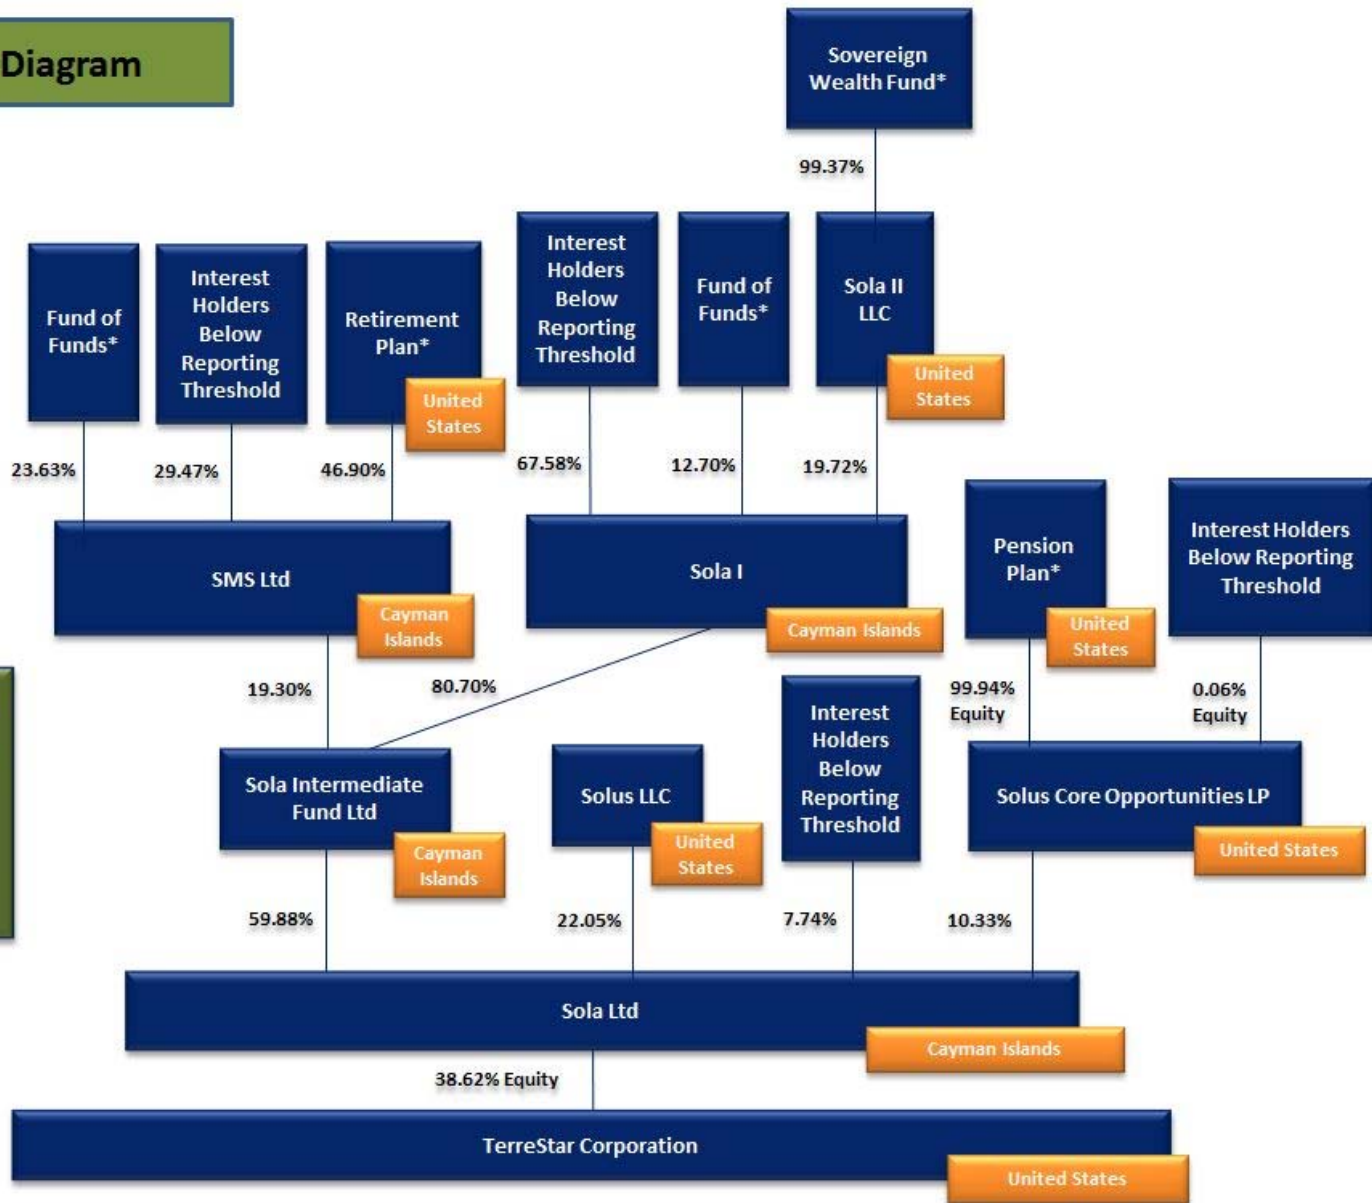 Diagram
Sovereign
Wealth Fund*
99.37%
Fund of
Funds*
Interest
Holders
Below
Reporting
Threshold
Retirement
Plan*
United
States
Interest
Holders
Below
Reporting
Threshold
Fund of
Funds*
Sola II
LLC
United
States
23.63%
29.47%
46.90%
67.58%
12.70%
19.72%
SMS Ltd
Cayman
Islands
Sola I
Cayman Islands
Pension
Plan*
United
States
Interest Holders
Below Reporting
Threshold
19.30%
80.70%
99.94%
Equity
0.06%
Equity
Sola Intermediate
Fund Ltd
Cayman
Islands
Solus LLC
United
States
Interest
Holders
Below
Reporting
Threshold
Solus Core Opportunities LP
United States
59.88%
22.05%
7.74%
10.33%
Sola Ltd
Cayman Islands
38.62% Equity
TerreStar Corporation
United States